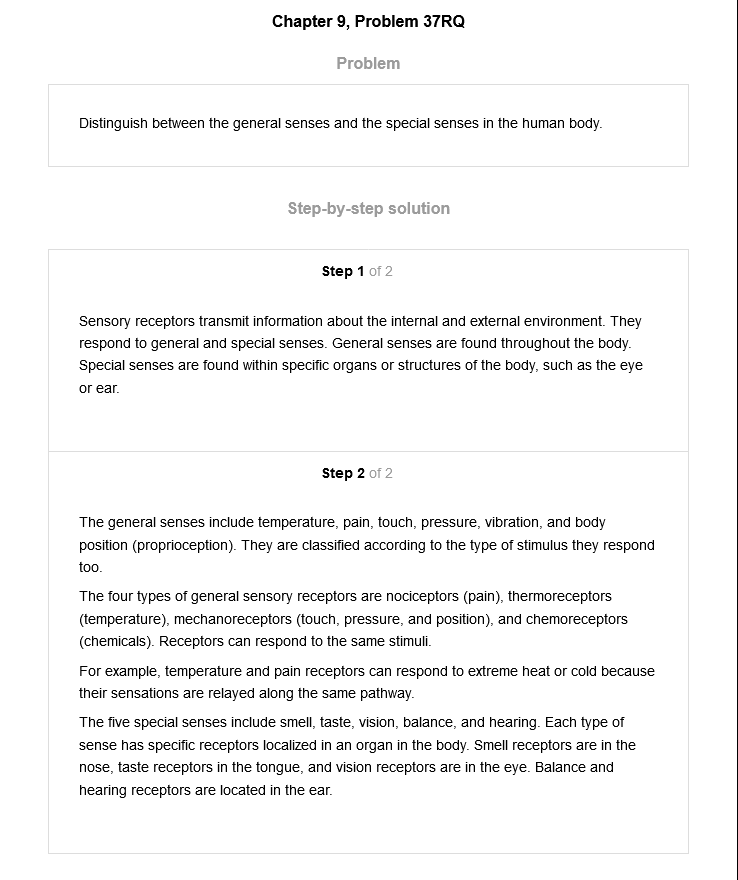 Chapter 9, Problem 37RQ
Problem
Distinguish between the general senses and the special senses in the human body.
Step-by-step solution
Step 1 of 2
Sensory receptors transmit information about the internal and external environment. They
respond to general and special senses. General senses are found throughout the body.
Special senses are found within specific organs or structures of the body, such as the eye
or ear.
Step 2 of 2
The general senses include temperature, pain, touch, pressure, vibration, and body
position (proprioception). They are classified according to the type of stimulus they respond
too.
The four types of general sensory receptors are nociceptors (pain), thermoreceptors
(temperature), mechanoreceptors (touch, pressure, and position), and chemoreceptors
(chemicals). Receptors can respond to the same stimuli.
For example, temperature and pain receptors can respond to extreme heat or cold because
their sensations are relayed along the same pathway.
The five special senses include smell, taste, vision, balance, and hearing. Each type of
sense has specific receptors localized in an organ in the body. Smell receptors are in the
nose, taste receptors in the tongue, and vision receptors are in the eye. Balance and
hearing receptors are located in the ear.